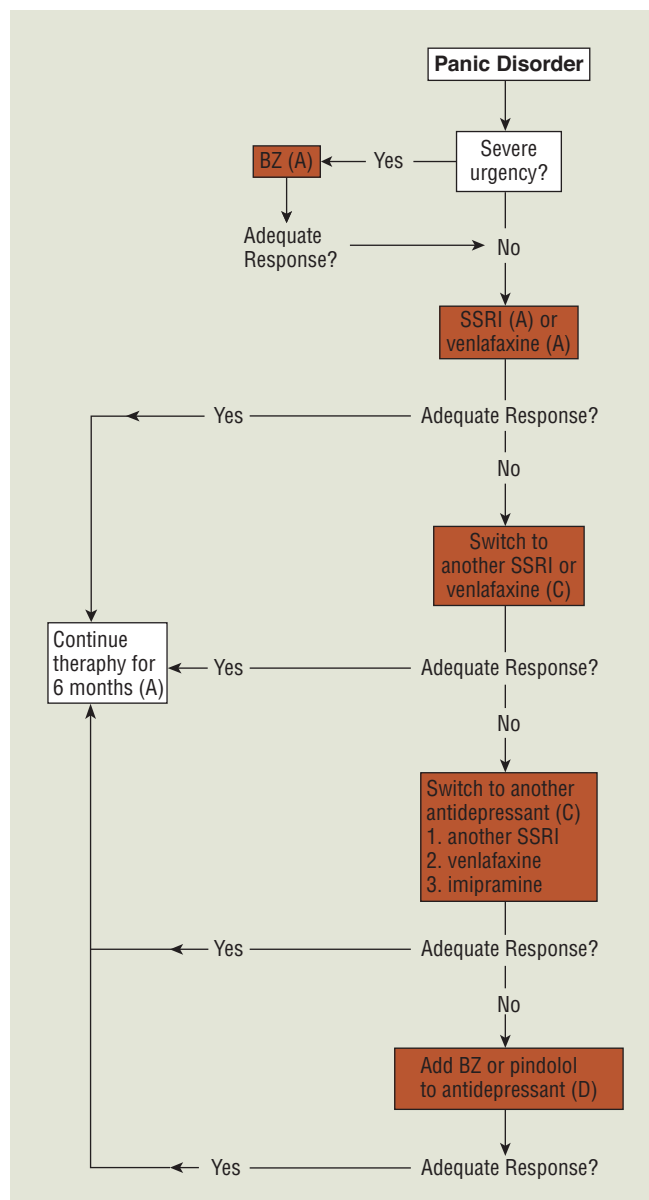 Panic Disorder
Severe
urgency?
Yes
BZ (A)
Adequate
Response?
No
SSRI (A) or
venlafaxine (A)
Adequate Response?
Yes
No
Switch to
another SSRI or
venlafaxine (C)
Continue
theraphy for
6 months (A)
Yes
Adequate Response?
No
Switch to another
antidepressant (C)
1. another SSRI
2. venlafaxine
3. imipramine
Yes
Adequate Response?
No
Add BZ or pindolol
to antidepressant (D)
Yes
Adequate Response?